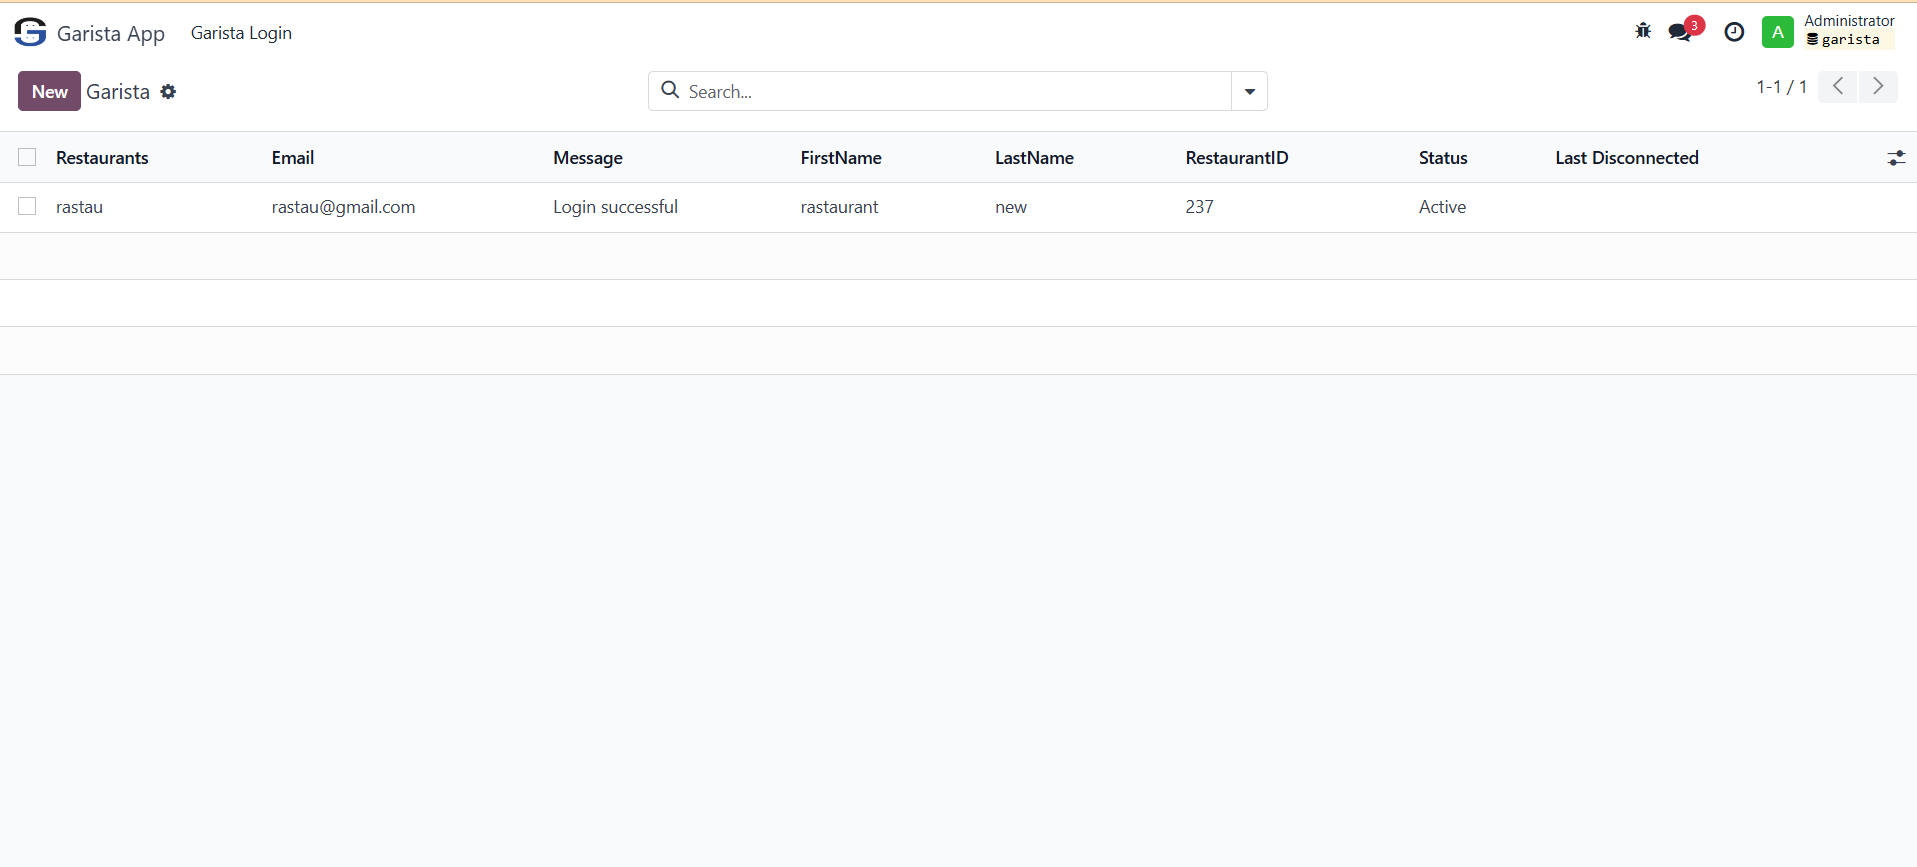 Garista App Garista Login 3 A Administrator
garista
New Garista Search... 1-1 / 1
Restaurants Email Message FirstName LastName RestaurantID Status Last Disconnected
rastau rastau@gmail.com Login successful rastaurant new 237 Active